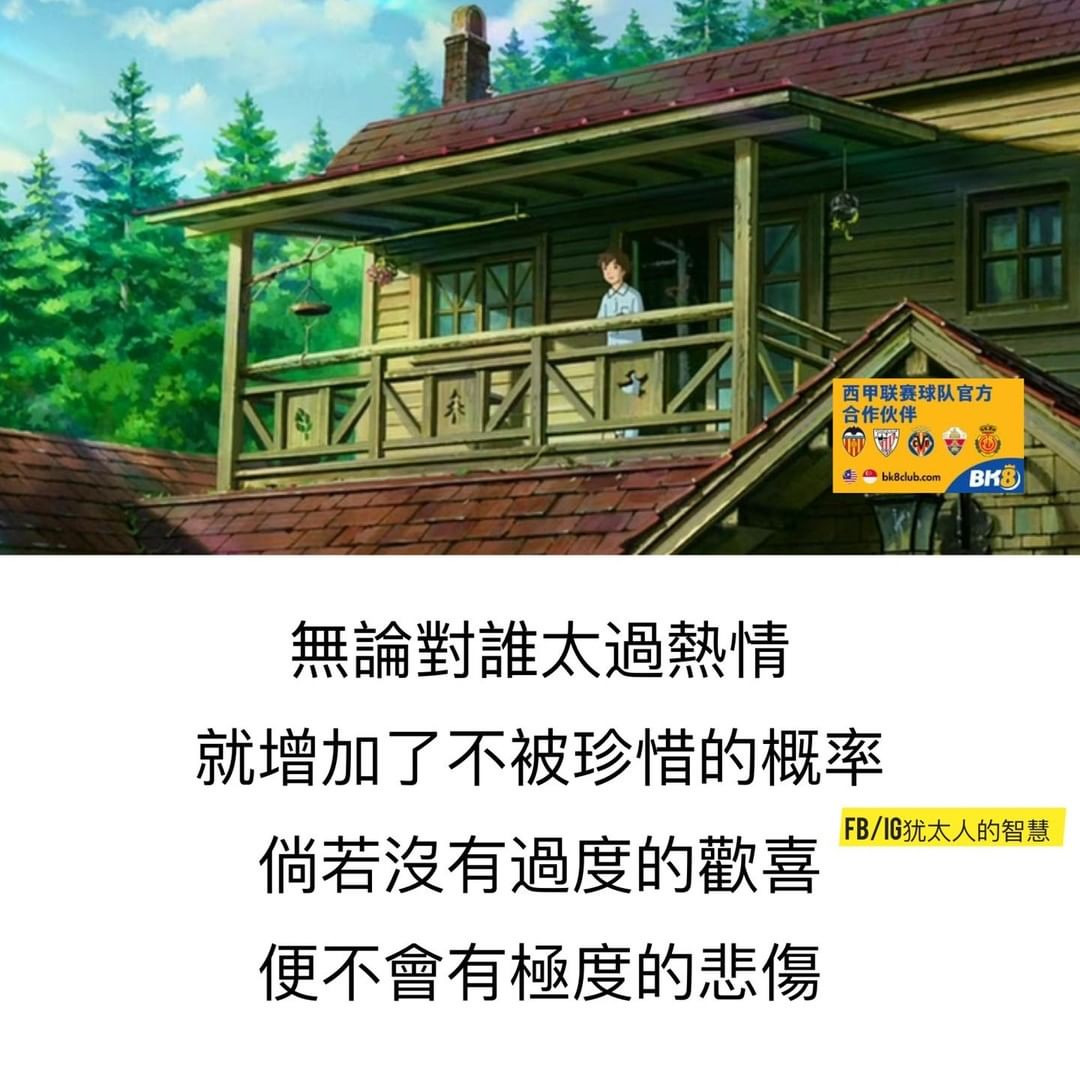 西甲联赛球队官方
合作伙伴
bk8club.com
BK8
無論對誰太過熱情
就增加了不被珍惜的概率
FB/IG犹太人的智慧
倘若沒有過度的歡喜
便不會有極度的悲傷